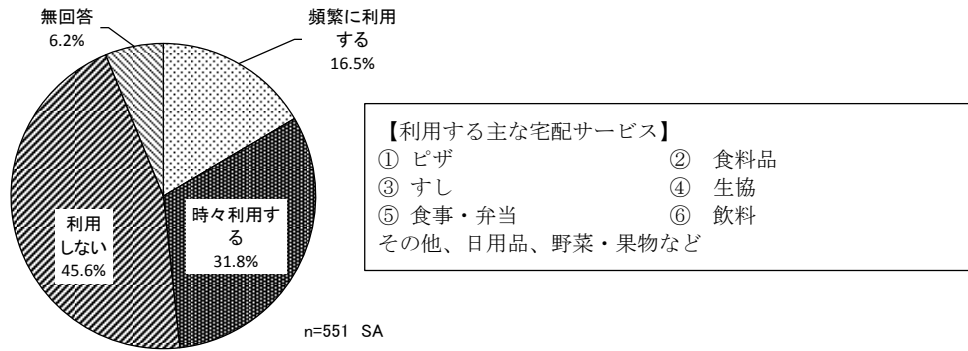 無回答
6.2%
頻繁に利用
する
16.5%
利用
しない
45.6%
時々利用す
る
31.8%
n=551 SA
【利用する主な宅配サービス】
① ピザ ② 食料品
③ すし ④ 生協
⑤ 食事・弁当 ⑥ 飲料
その他、日用品、野菜・果物など